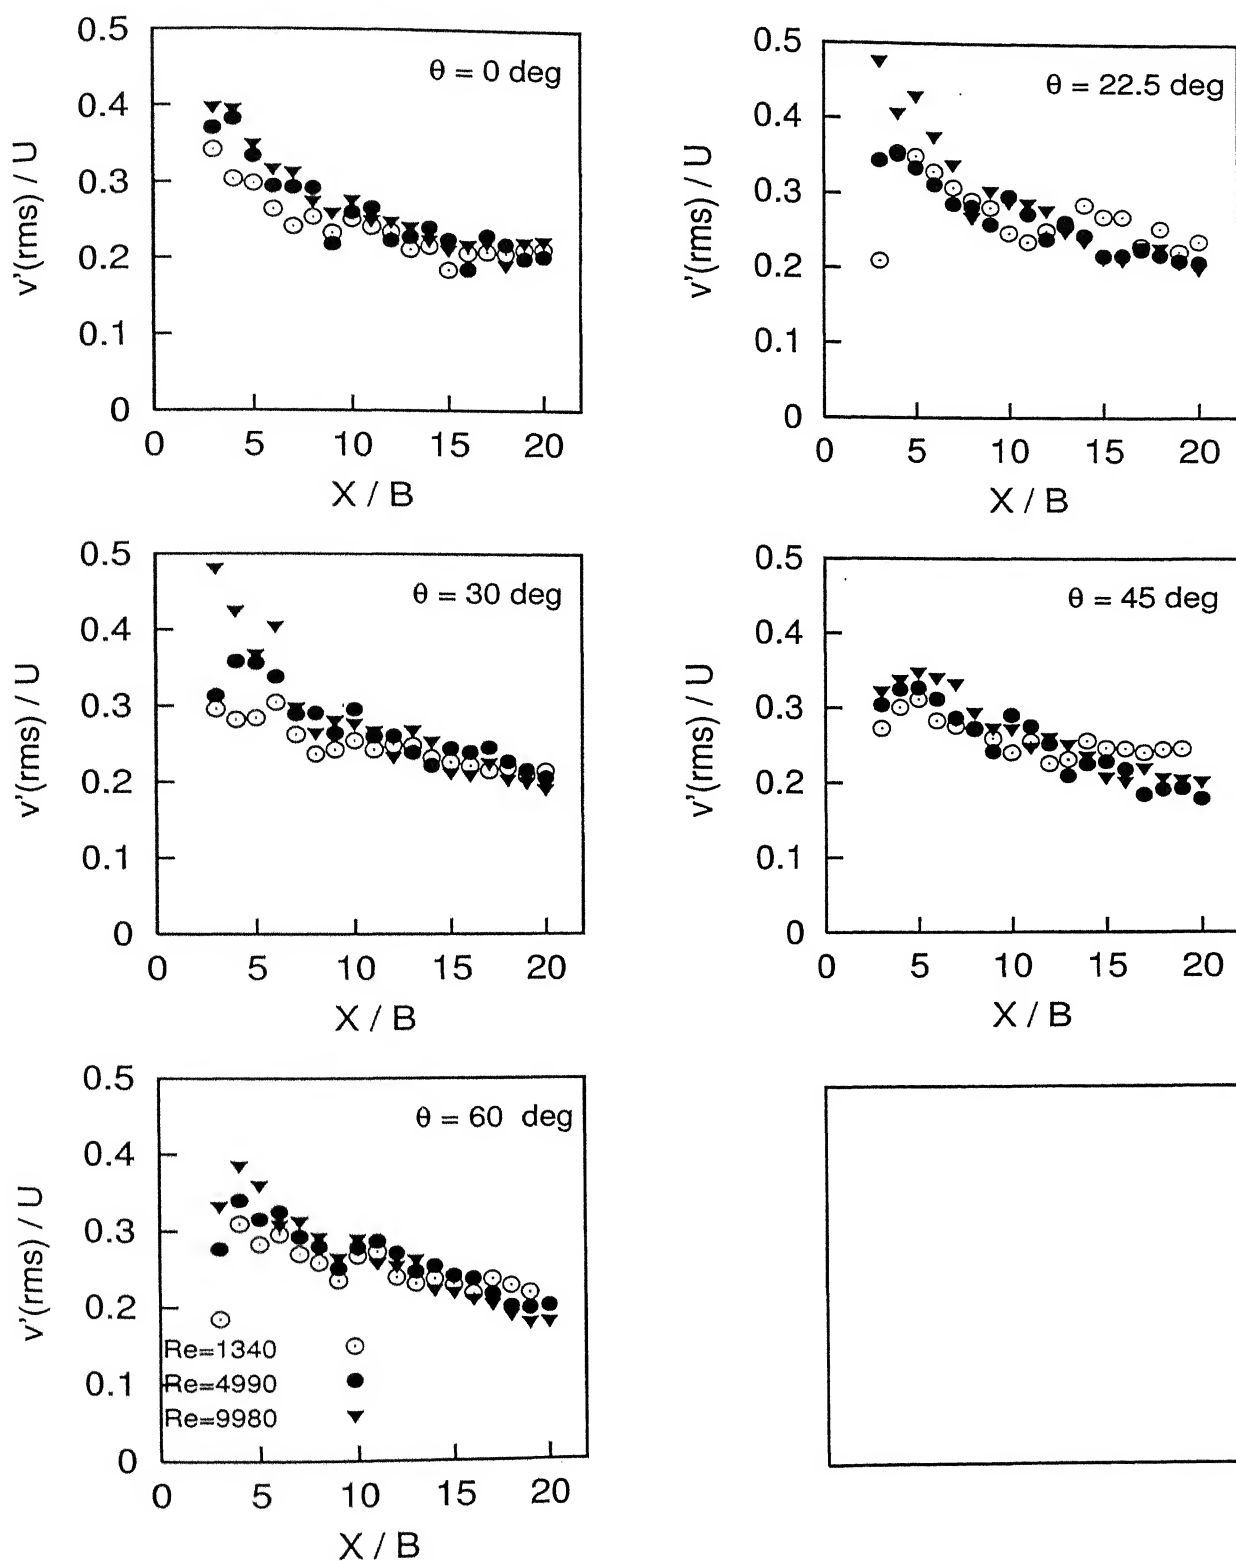 0.5
0.4
0.3
0.2
0.1
0
v'(rms) / U
θ = 0 deg
0 5 10 15 20
X / B
0.5
0.4
0.3
0.2
0.1
0
v'(rms) / U
θ = 22.5 deg
0 5 10 15 20
X / B
0.5
0.4
0.3
0.2
0.1
0
v'(rms) / U
θ = 30 deg
0 5 10 15 20
X / B
0.5
0.4
0.3
0.2
0.1
0
v'(rms) / U
θ = 45 deg
0 5 10 15 20
X / B
0.5
0.4
0.3
0.2
0.1
0
v'(rms) / U
θ = 60 deg
Re=1340
Re=4990
Re=9980
0 5 10 15 20
X / B